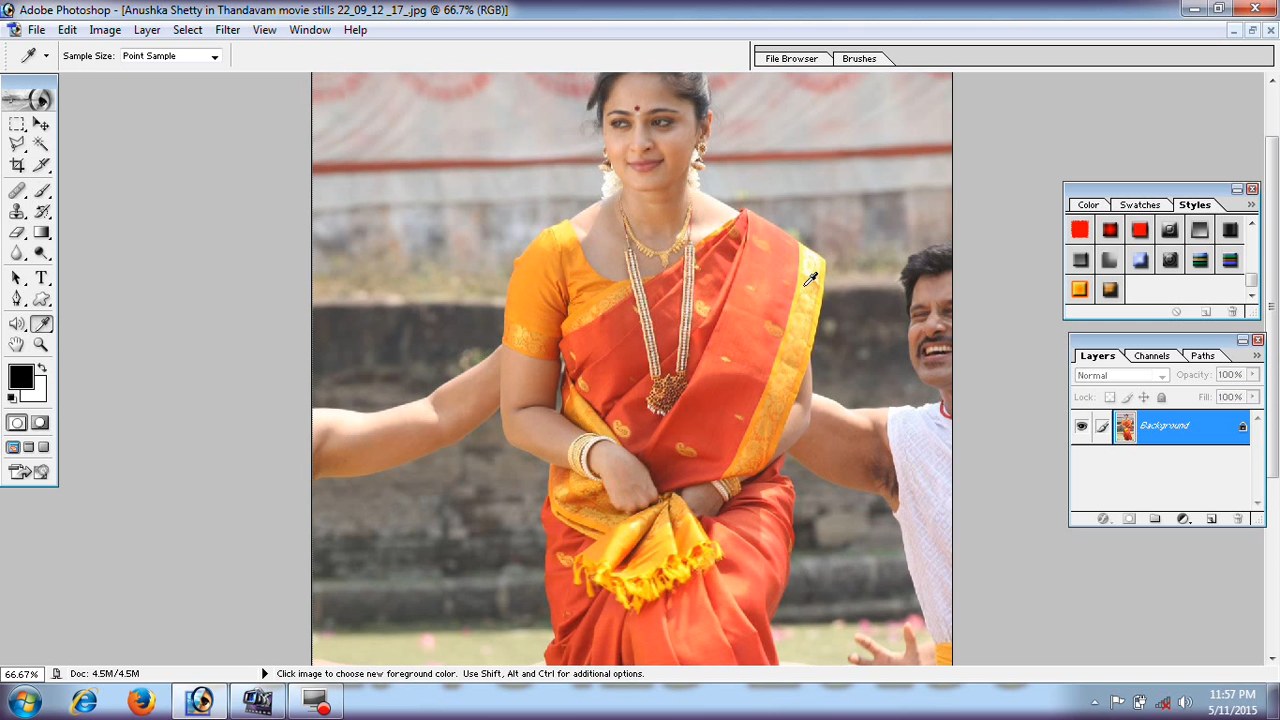 Adobe Photoshop - [Anushka Shetty in Thandavam movie stills 22_09_12 _17_.jpg @ 66.7% (RGB)]
File Edit Image Layer Select Filter View Window Help
Sample Size: Point Sample
File Browser Brushes
Color Swatches Styles
Layers Channels Paths
Normal Opacity: 100%
Lock: Fill: 100%
Background
66.67% Doc: 4.5M/4.5M Click image to choose new foreground color. Use Shift, Alt and Ctrl for additional options.
11:57 PM
5/11/2015